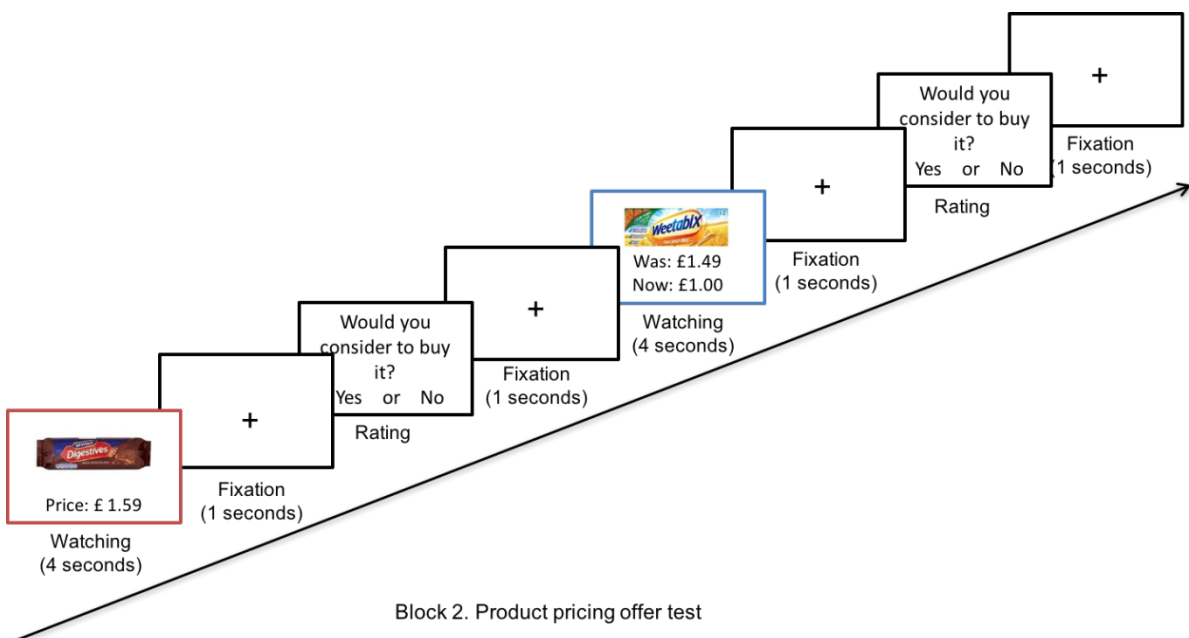 Digestives
Price: £ 1.59
Watching
(4 seconds)
+
Fixation
(1 seconds)
Would you
consider to buy
it?
Yes or No
Rating
+
Fixation
(1 seconds)
Weetabix
Was: £1.49
Now: £1.00
Watching
(4 seconds)
+
Fixation
(1 seconds)
Would you
consider to buy
it?
Yes or No
Rating
+
Fixation
(1 seconds)
Block 2. Product pricing offer test